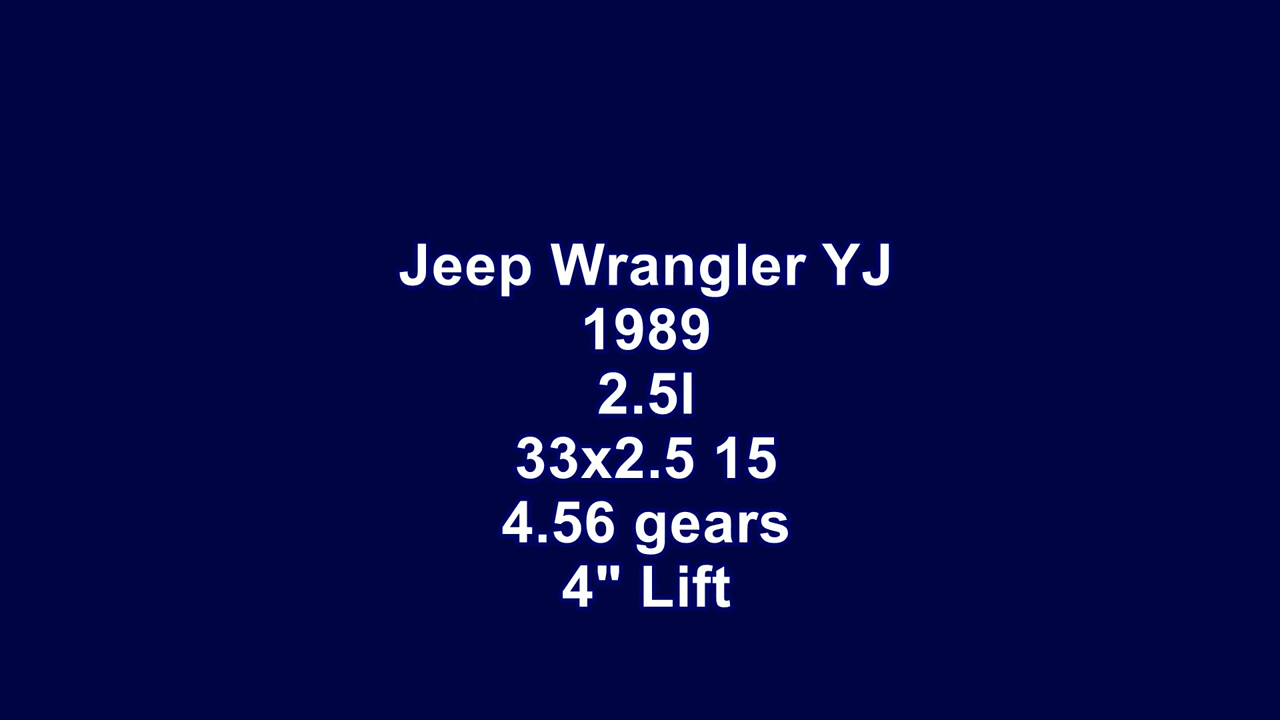 Jeep Wrangler YJ
1989
2.5l
33x2.5 15
4.56 gears
4" Lift